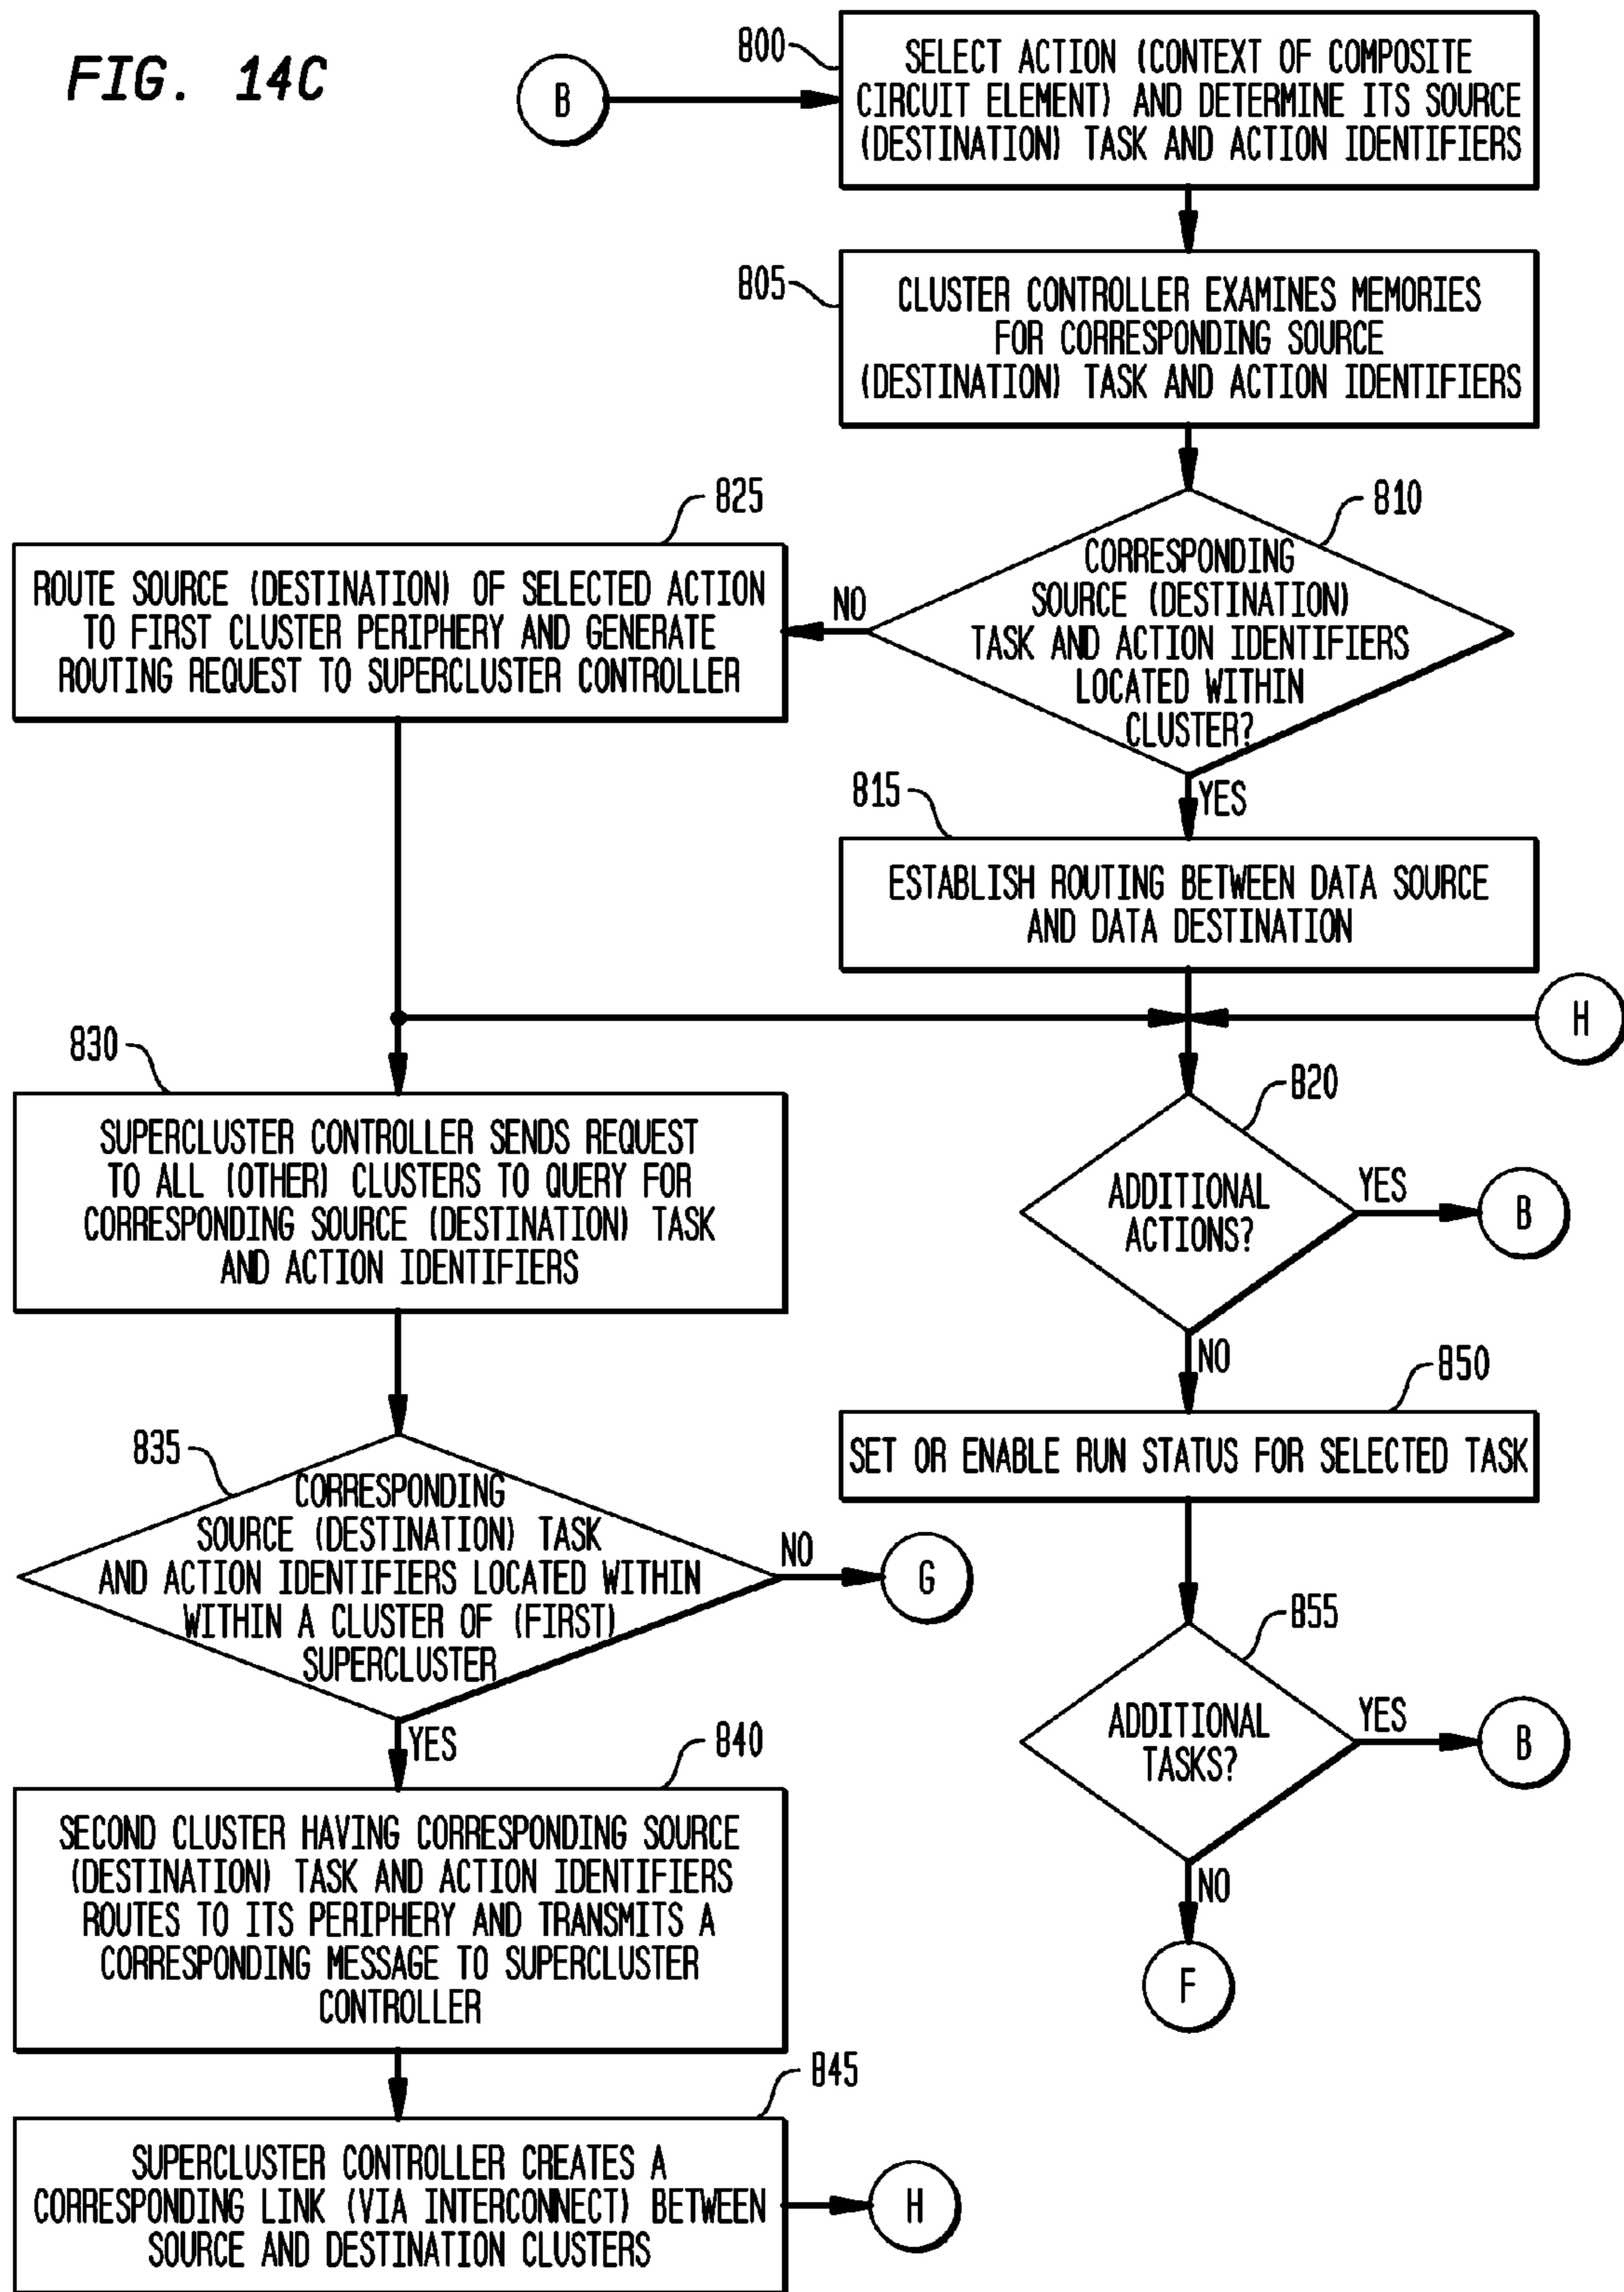 FIG. 14C
B
800
SELECT ACTION (CONTEXT OF COMPOSITE
CIRCUIT ELEMENT) AND DETERMINE ITS SOURCE
(DESTINATION) TASK AND ACTION IDENTIFIERS
805
CLUSTER CONTROLLER EXAMINES MEMORIES
FOR CORRESPONDING SOURCE
(DESTINATION) TASK AND ACTION IDENTIFIERS
810
CORRESPONDING
SOURCE (DESTINATION)
TASK AND ACTION IDENTIFIERS
LOCATED WITHIN
CLUSTER?
NO
YES
825
ROUTE SOURCE (DESTINATION) OF SELECTED ACTION
TO FIRST CLUSTER PERIPHERY AND GENERATE
ROUTING REQUEST TO SUPERCLUSTER CONTROLLER
815
ESTABLISH ROUTING BETWEEN DATA SOURCE
AND DATA DESTINATION
H
830
SUPERCLUSTER CONTROLLER SENDS REQUEST
TO ALL (OTHER) CLUSTERS TO QUERY FOR
CORRESPONDING SOURCE (DESTINATION) TASK
AND ACTION IDENTIFIERS
820
ADDITIONAL
ACTIONS?
YES
B
NO
850
SET OR ENABLE RUN STATUS FOR SELECTED TASK
835
CORRESPONDING
SOURCE (DESTINATION) TASK
AND ACTION IDENTIFIERS LOCATED WITHIN
WITHIN A CLUSTER OF (FIRST)
SUPERCLUSTER
NO
G
YES
855
ADDITIONAL
TASKS?
YES
B
NO
F
840
SECOND CLUSTER HAVING CORRESPONDING SOURCE
(DESTINATION) TASK AND ACTION IDENTIFIERS
ROUTES TO ITS PERIPHERY AND TRANSMITS A
CORRESPONDING MESSAGE TO SUPERCLUSTER
CONTROLLER
845
SUPERCLUSTER CONTROLLER CREATES A
CORRESPONDING LINK (VIA INTERCONNECT) BETWEEN
SOURCE AND DESTINATION CLUSTERS
H